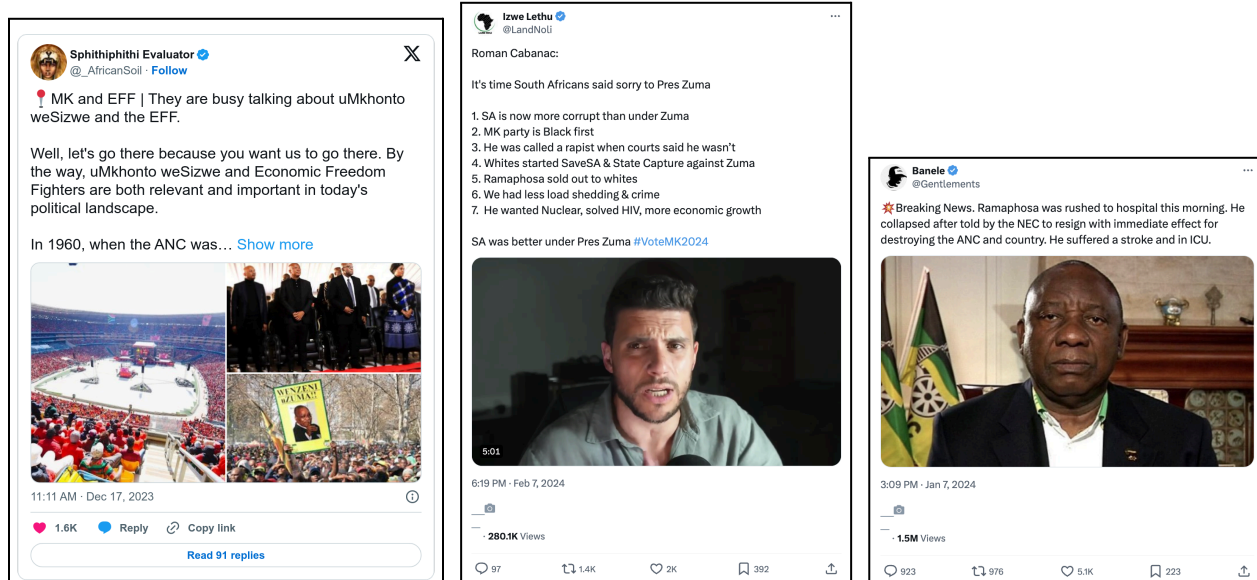 Sphithiphithi Evaluator
@_AfricanSoil · Follow
📍MK and EFF | They are busy talking about uMkhonto
weSizwe and the EFF.
Well, let's go there because you want us to go there. By
the way, uMkhonto weSizwe and Economic Freedom
Fighters are both relevant and important in today's
political landscape.
In 1960, when the ANC was… Show more
WENZENI
uZUMA?!
11:11 AM · Dec 17, 2023
1.6K Reply Copy link
Read 91 replies
Izwe Lethu
@LandNoli
Roman Cabanac:
It's time South Africans said sorry to Pres Zuma
1. SA is now more corrupt than under Zuma
2. MK party is Black first
3. He was called a rapist when courts said he wasn't
4. Whites started SaveSA & State Capture against Zuma
5. Ramaphosa sold out to whites
6. We had less load shedding & crime
7. He wanted Nuclear, solved HIV, more economic growth
SA was better under Pres Zuma #VoteMK2024
5:01
6:19 PM · Feb 7, 2024
· 280.1K Views
97 1.4K 2K 392
Banele
@Gentlements
💥Breaking News. Ramaphosa was rushed to hospital this morning. He
collapsed after told by the NEC to resign with immediate effect for
destroying the ANC and country. He suffered a stroke and in ICU.
3:09 PM · Jan 7, 2024
· 1.5M Views
923 976 5.1K 223